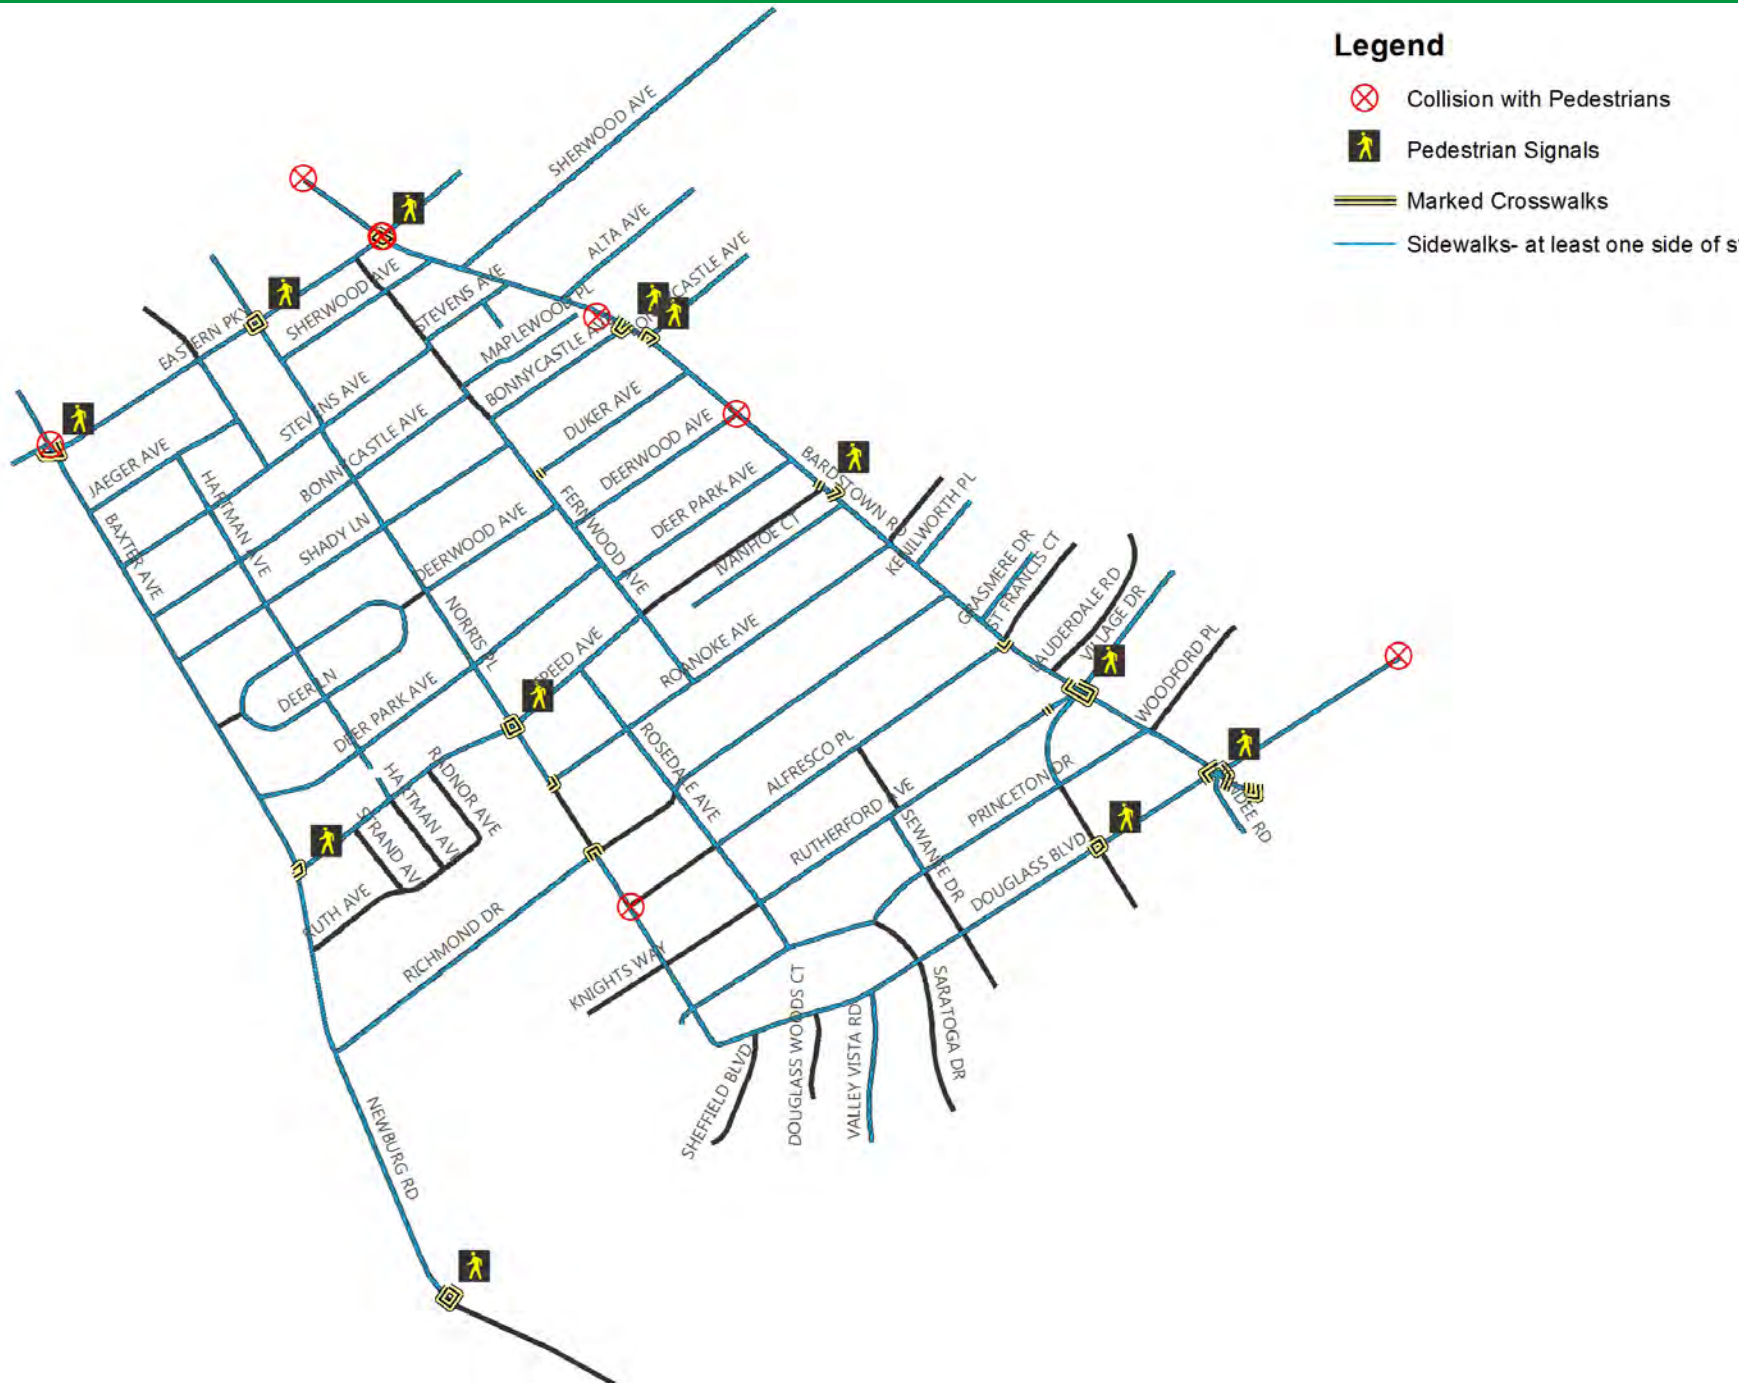 Legend
Collision with Pedestrians
Pedestrian Signals
Marked Crosswalks
Sidewalks- at least one side of s
SHERWOOD AVE
ALTA AVE
EASTERN PKY
SHERWOOD AVE
STEVENS AVE
MAPLEWOOD PL
BONNYCASTLE AVE
STEVENS AVE
BONNYCASTLE AVE
DUKER AVE
DEERWOOD AVE
JAEGER AVE
HARTMAN AVE
BAXTER AVE
SHADY LN
DEERWOOD AVE
FERNWOOD AVE
DEER PARK AVE
BARDSTOWN RD
IVANHOE CT
KENILWORTH PL
GRASMERE DR
ST FRANCIS CT
LAUDERDALE RD
VILLAGE DR
WOODFORD PL
NORRIS PL
DEER LN
DEER PARK AVE
SPEED AVE
ROANOKE AVE
ROSEDALE AVE
ALFRESCO PL
RADNOR AVE
HARTMAN AVE
STRAND AV
RUTH AVE
RICHMOND DR
RUTHERFORD AVE
PRINCETON DR
SEWANEE DR
DOUGLASS BLVD
NDEE RD
KNIGHTS WAY
SHEFFIELD BLVD
DOUGLASS WOODS CT
VALLEY VISTA RD
SARATOGA DR
NEWBURG RD